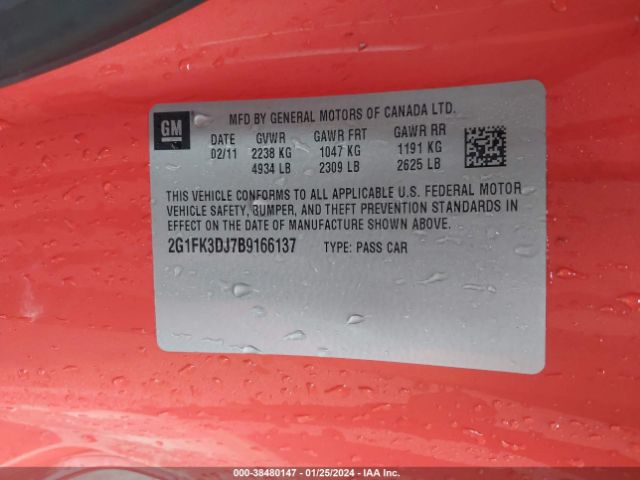 GM
MFD BY GENERAL MOTORS OF CANADA LTD.
DATE GVWR GAWR FRT GAWR RR
02/11 2238 KG 1047 KG 1191 KG
4934 LB 2309 LB 2625 LB
THIS VEHICLE CONFORMS TO ALL APPLICABLE U.S. FEDERAL MOTOR
VEHICLE SAFETY, BUMPER, AND THEFT PREVENTION STANDARDS IN
EFFECT ON THE DATE OF MANUFACTURE SHOWN ABOVE.
2G1FK3DJ7B9166137 TYPE: PASS CAR
000-38480147 - 01/25/2024 - IAA Inc.